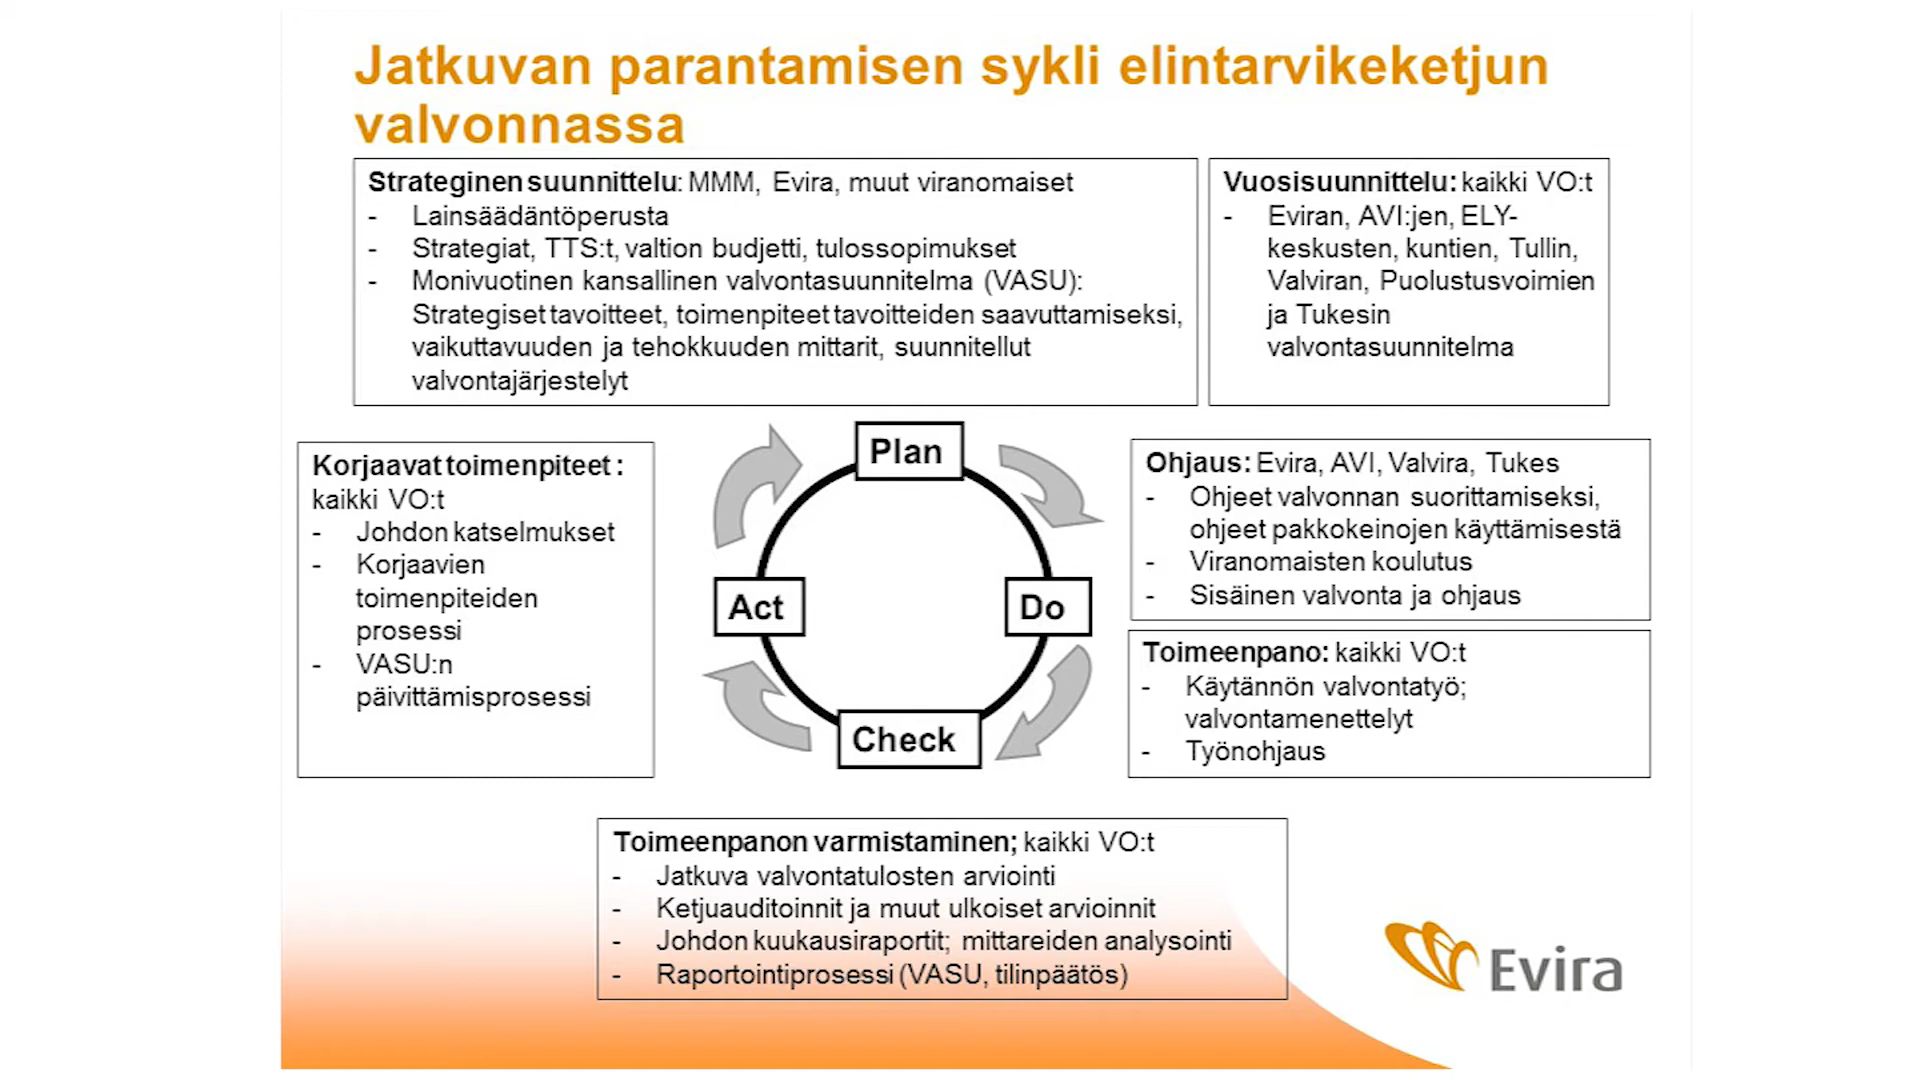 Jatkuvan parantamisen sykli elintarvikeketjun
valvonnassa
Strateginen suunnittelu: MMM, Evira, muut viranomaiset
- Lainsäädäntöperusta
- Strategiat, TTS:t, valtion budjetti, tulossopimukset
- Monivuotinen kansallinen valvontasuunnitelma (VASU):
Strategiset tavoitteet, toimenpiteet tavoitteiden saavuttamiseksi,
vaikuttavuuden ja tehokkuuden mittarit, suunnitellut
valvontajärjestelyt
Vuosisuunnittelu: kaikki VO:t
- Eviran, AVI:jen, ELY-
keskusten, kuntien, Tullin,
Valviran, Puolustusvoimien
ja Tukesin
valvontasuunnitelma
Korjaavat toimenpiteet :
kaikki VO:t
- Johdon katselmukset
- Korjaavien
toimenpiteiden
prosessi
- VASU:n
päivittämisprosessi
Plan
Act
Do
Check
Ohjaus: Evira, AVI, Valvira, Tukes
- Ohjeet valvonnan suorittamiseksi,
ohjeet pakkokeinojen käyttämisestä
- Viranomaisten koulutus
- Sisäinen valvonta ja ohjaus
Toimeenpano: kaikki VO:t
- Käytännön valvontatyö;
valvontamenettelyt
- Työnohjaus
Toimeenpanon varmistaminen; kaikki VO:t
- Jatkuva valvontatulosten arviointi
- Ketjuauditoinnit ja muut ulkoiset arvioinnit
- Johdon kuukausiraportit; mittareiden analysointi
- Raportointiprosessi (VASU, tilinpäätös)
Evira